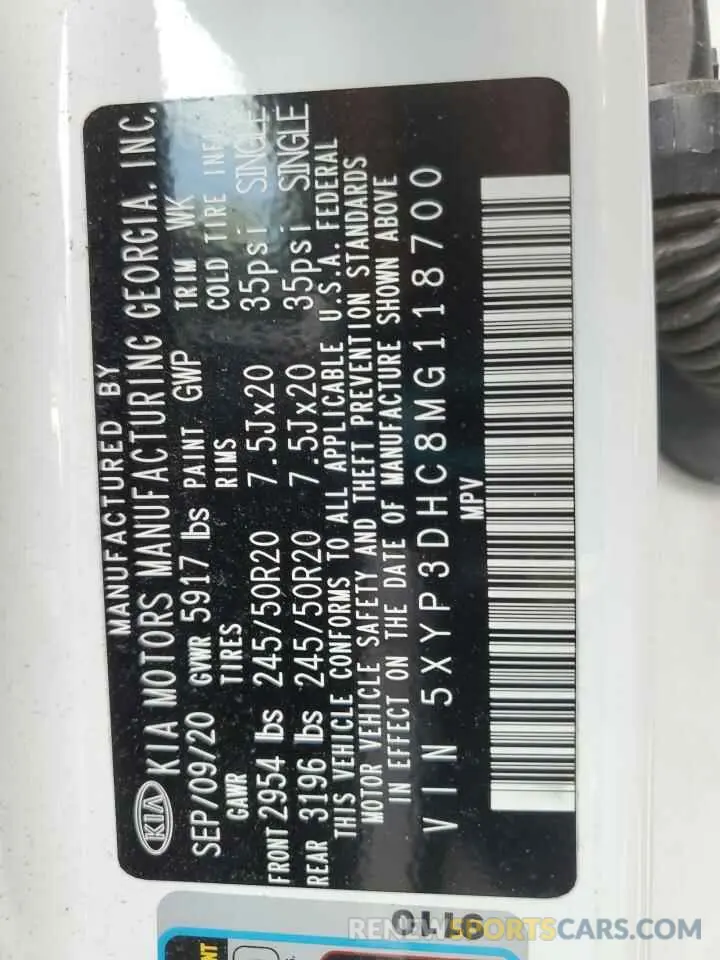 MANUFACTURED BY
KIA KIA MOTORS MANUFACTURING GEORGIA, INC.
SEP/09/20 GVWR 5917 lbs PAINT GWP TRIM WK
GAWR TIRES RIMS COLD TIRE INF
FRONT 2954 lbs 245/50R20 7.5Jx20 35psi SINGLE
REAR 3196 lbs 245/50R20 7.5Jx20 35psi SINGLE
THIS VEHICLE CONFORMS TO ALL APPLICABLE U.S.A. FEDERAL
MOTOR VEHICLE SAFETY AND THEFT PREVENTION STANDARDS
IN EFFECT ON THE DATE OF MANUFACTURE SHOWN ABOVE
VIN 5XYP3DHC8MG118700
MPV
RENEWSPORTSCARS.COM